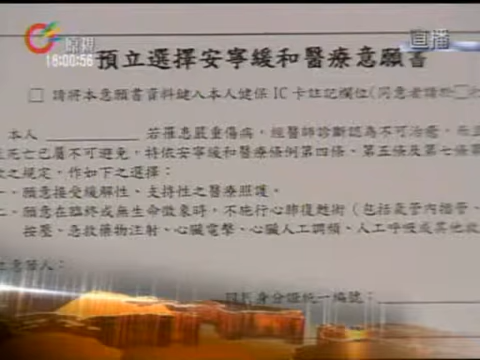 原視
直播
18:00:56
預立選擇安寧緩和醫療意願書
□ 請將本意願書資料鍵入本人健保IC卡註記欄位(同意者請於□
本人__________若罹患嚴重傷病,經醫師診斷認為不可治癒,
死亡已屬不可避免,特依安寧緩和醫療條例第四條、第五條及第七條
之規定,作如下之選擇:
一、願意接受緩解性、支持性之醫療照護。
二、願意在臨終或無生命徵象時,不施行心肺復甦術(包括氣管內插管、
按壓、急救藥物注射、心臟電擊、心臟人工調頻、人工呼吸或其他救
立意願人:
國民身分證統一編號: